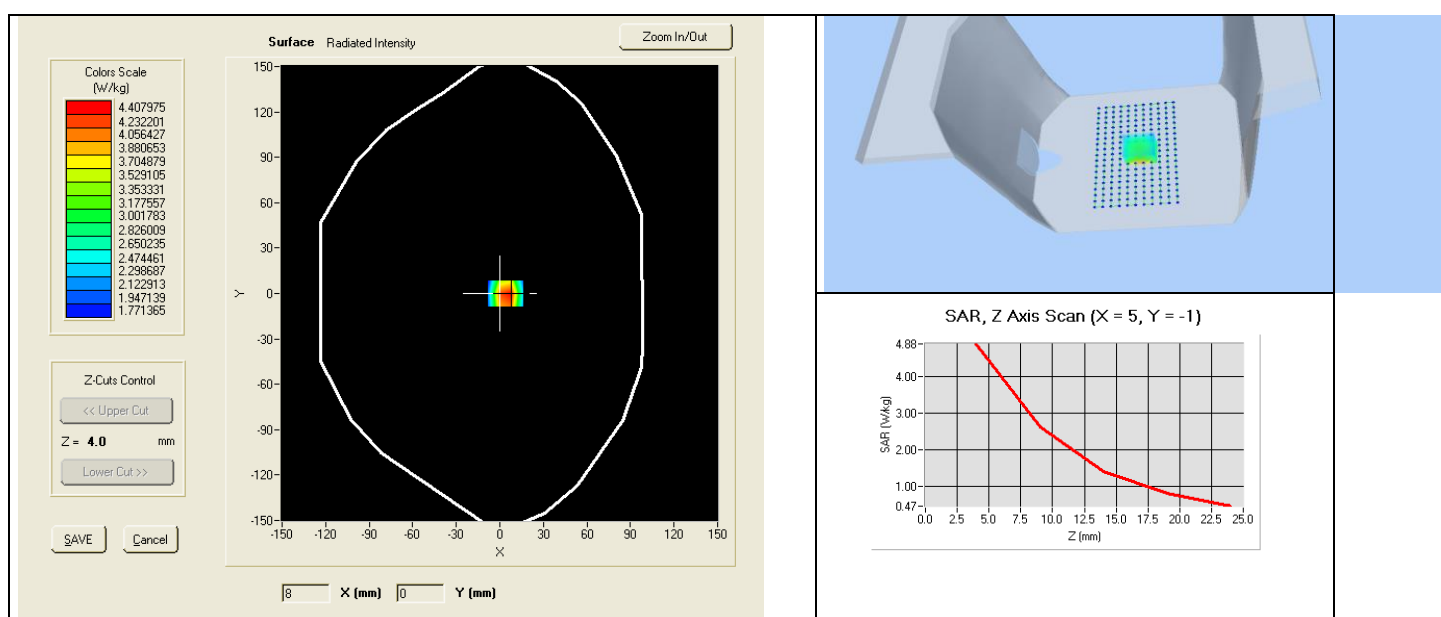 Surface Radiated Intensity
Zoom In/Out
Colors Scale
(W/kg)
4.407975
4.232201
4.056427
3.880653
3.704879
3.529105
3.353331
3.177557
3.001783
2.826009
2.650235
2.474461
2.298687
2.122913
1.947139
1.771365
Z-Cuts Control
<< Upper Cut
Z = 4.0 mm
Lower Cut >>
SAVE Cancel
150
120
90
60
30
Y 0
-30
-60
-90
-120
-150
-150 -120 -90 -60 -30 0 30 60 90 120 150
X
8 X (mm) 0 Y (mm)
SAR, Z Axis Scan (X = 5, Y = -1)
4.88
4.00
3.00
2.00
1.00
0.47
SAR (W/kg)
0.0 2.5 5.0 7.5 10.0 12.5 15.0 17.5 20.0 22.5 25.0
Z (mm)